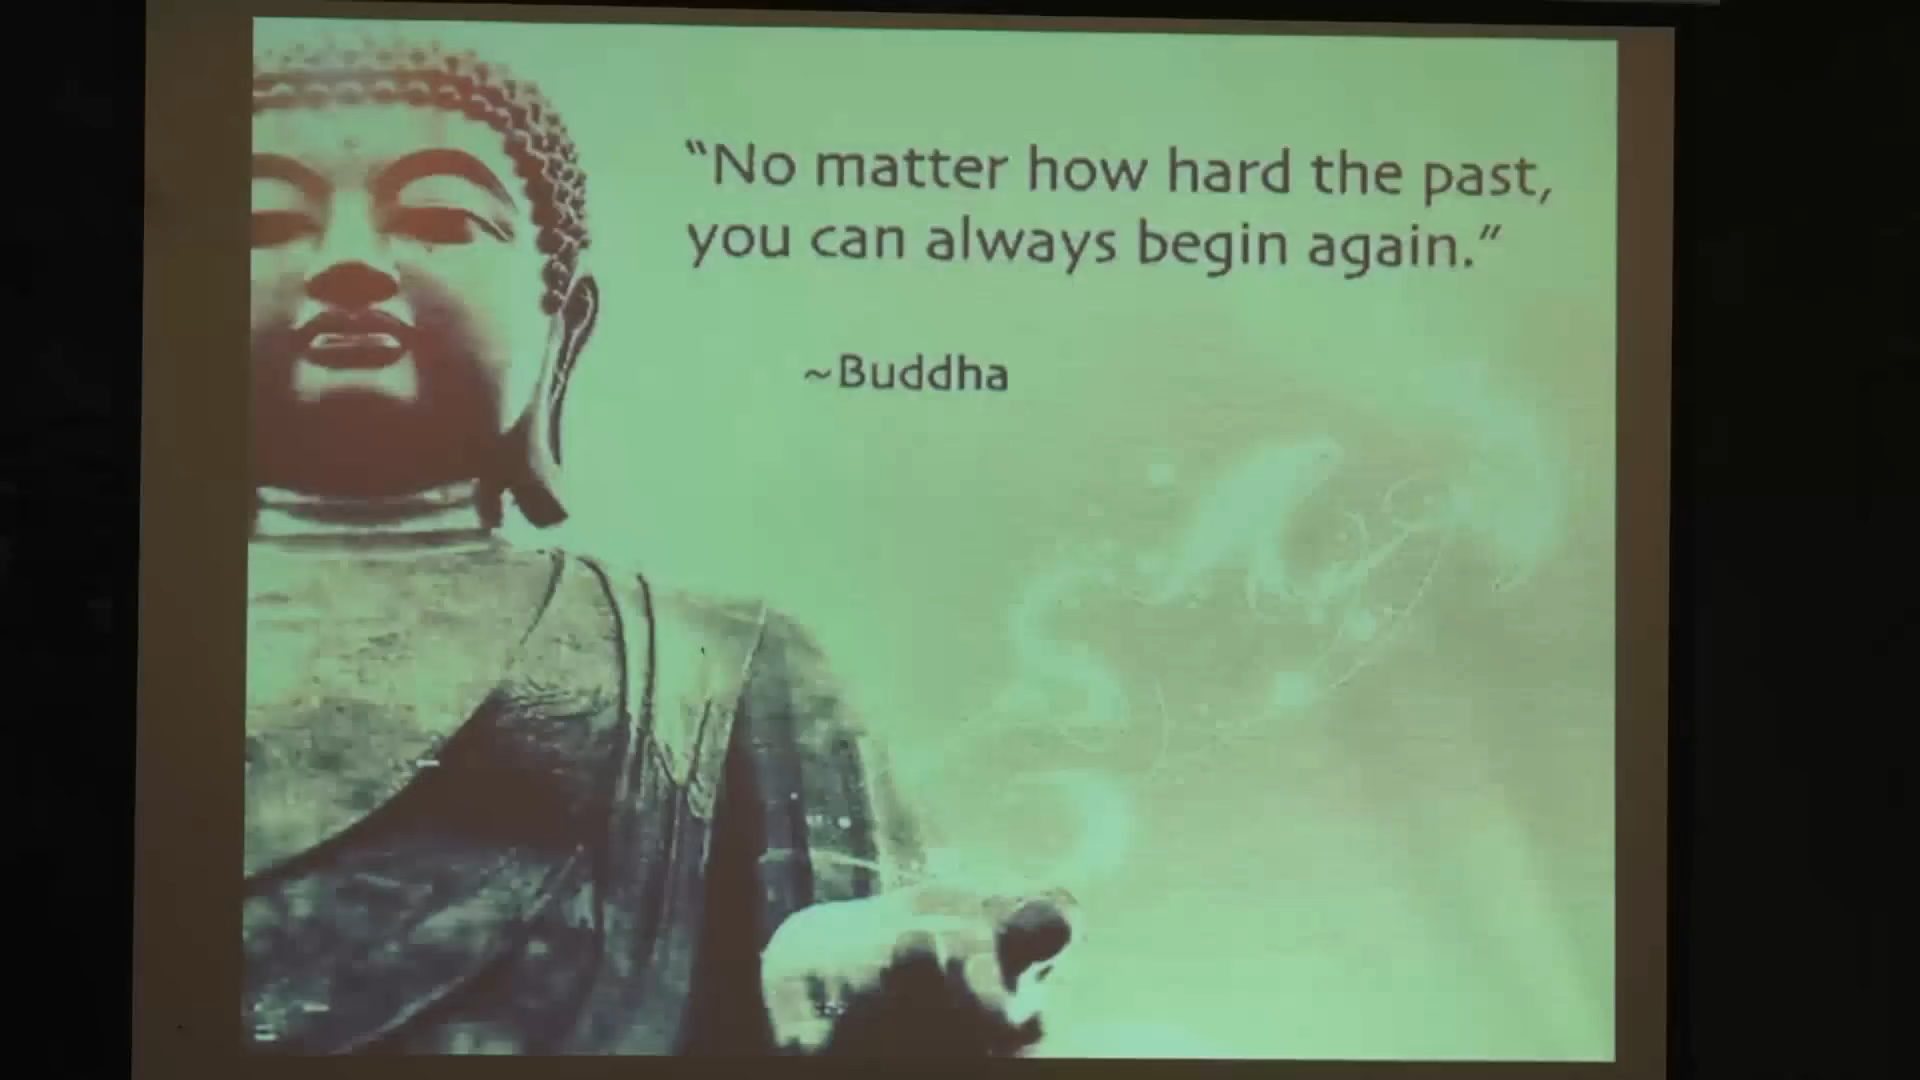 “No matter how hard the past,
you can always begin again.”
~Buddha